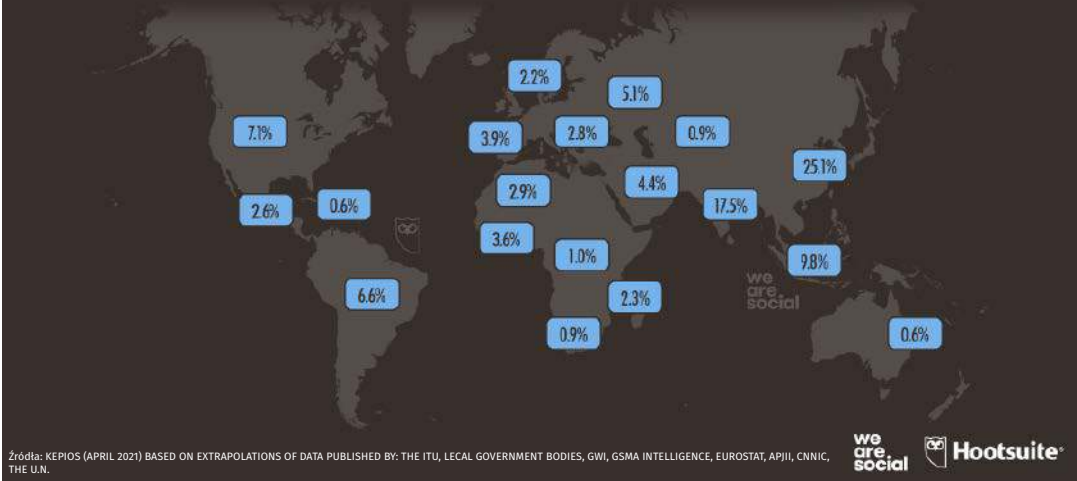 2.2%
5.1%
7.1%
3.9%
2.8%
0.9%
25.1%
2.9%
4.4%
2.6%
0.6%
17.5%
3.6%
1.0%
9.8%
we
are
social
6.6%
2.3%
0.9%
0.6%
Źródła: KEPIOS (APRIL 2021) BASED ON EXTRAPOLATIONS OF DATA PUBLISHED BY: THE ITU, LECAL GOVERNMENT BODIES, GWI, GSMA INTELLIGENCE, EUROSTAT, APJII, CNNIC,
THE U.N.
we
are
social
Hootsuite®